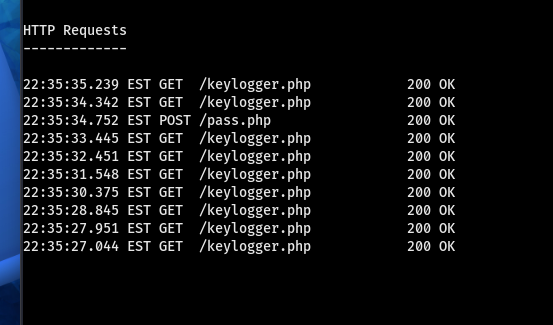 HTTP Requests
-------------
22:35:35.239 EST GET  /keylogger.php            200 OK
22:35:34.342 EST GET  /keylogger.php            200 OK
22:35:34.752 EST POST /pass.php                 200 OK
22:35:33.445 EST GET  /keylogger.php            200 OK
22:35:32.451 EST GET  /keylogger.php            200 OK
22:35:31.548 EST GET  /keylogger.php            200 OK
22:35:30.375 EST GET  /keylogger.php            200 OK
22:35:28.845 EST GET  /keylogger.php            200 OK
22:35:27.951 EST GET  /keylogger.php            200 OK
22:35:27.044 EST GET  /keylogger.php            200 OK